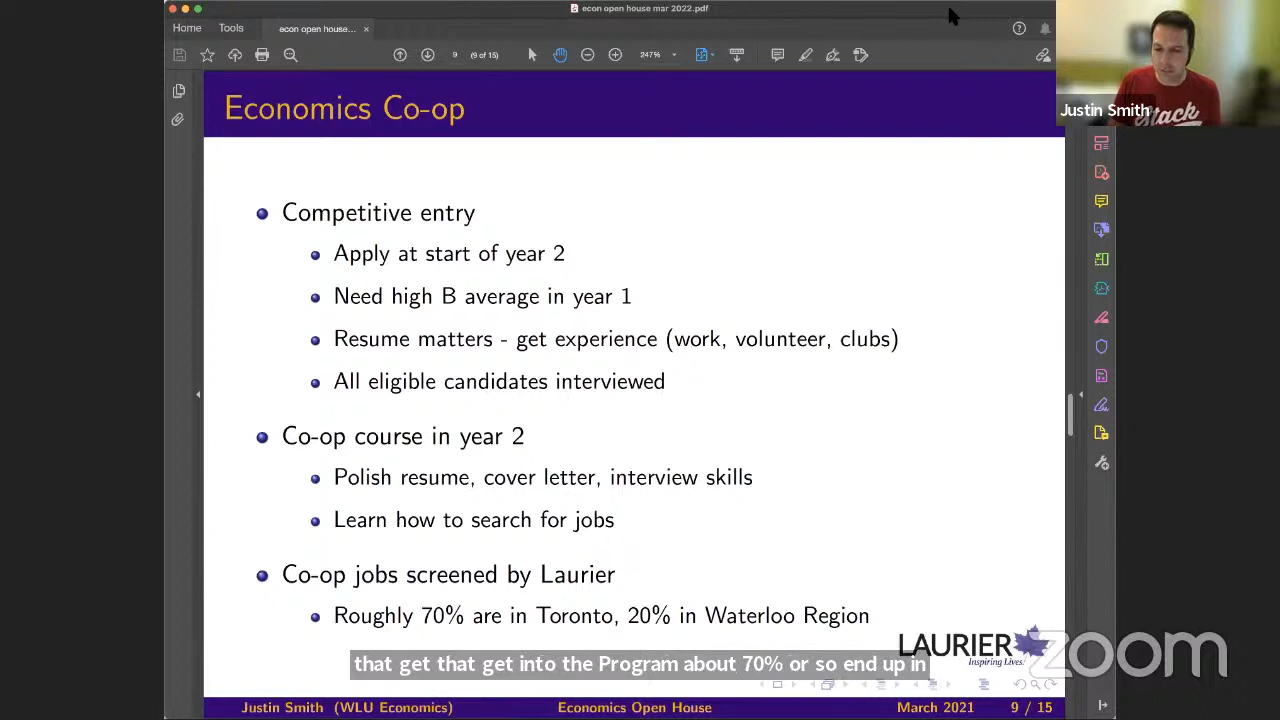 econ open house mar 2022.pdf
Home
Tools
econ open house...
9
(9 of 15)
247%
Justin Smith
Stack
Economics Co-op
Competitive entry
Apply at start of year 2
Need high B average in year 1
Resume matters - get experience (work, volunteer, clubs)
All eligible candidates interviewed
Co-op course in year 2
Polish resume, cover letter, interview skills
Learn how to search for jobs
Co-op jobs screened by Laurier
Roughly 70% are in Toronto, 20% in Waterloo Region
LAURIER
Inspiring Lives.
zoom
that get that get into the Program about 70% or so end up in
Justin Smith (WLU Economics)
Economics Open House
March 2021
9 / 15